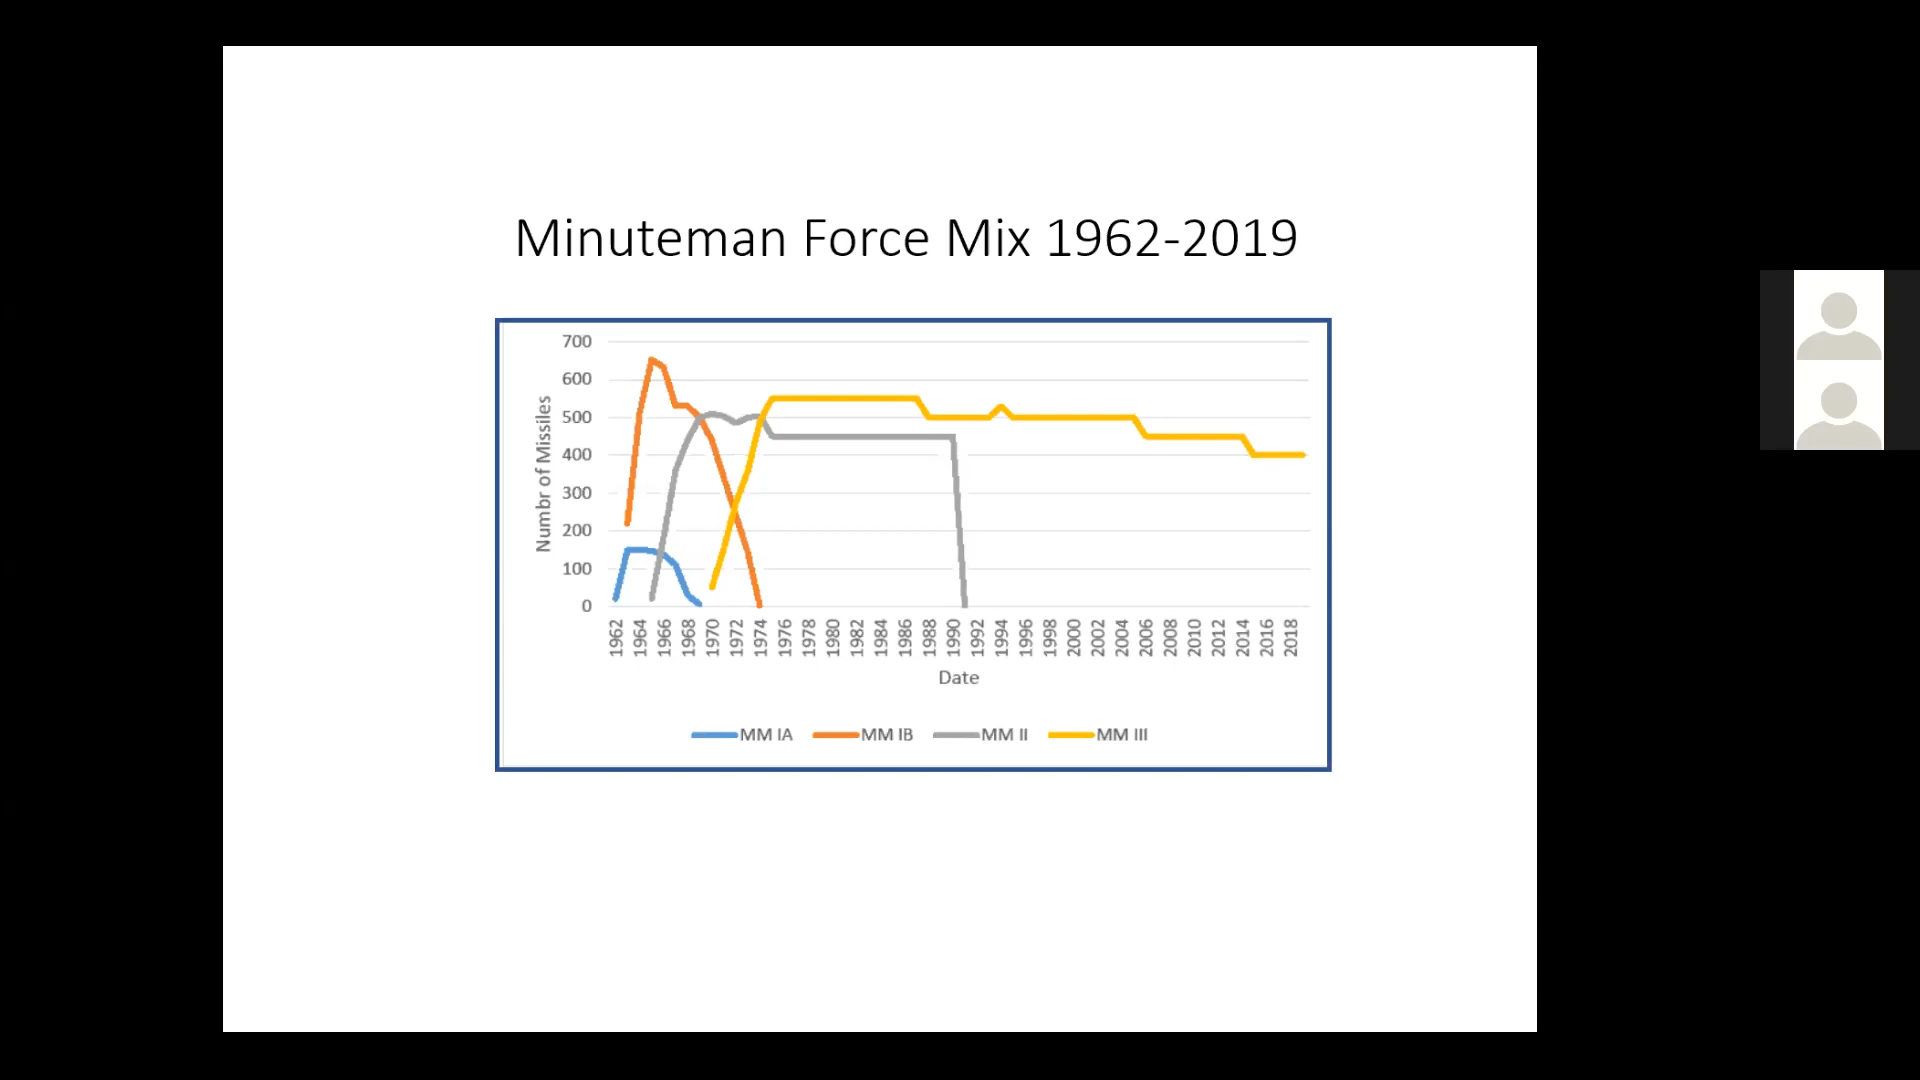 Minuteman Force Mix 1962-2019
700
600
500
400
300
200
100
0
Numbr of Missiles
1962 1964 1966 1968 1970 1972 1974 1976 1978 1980 1982 1984 1986 1988 1990 1992 1994 1996 1998 2000 2002 2004 2006 2008 2010 2012 2014 2016 2018
Date
MM IA MM IB MM II MM III